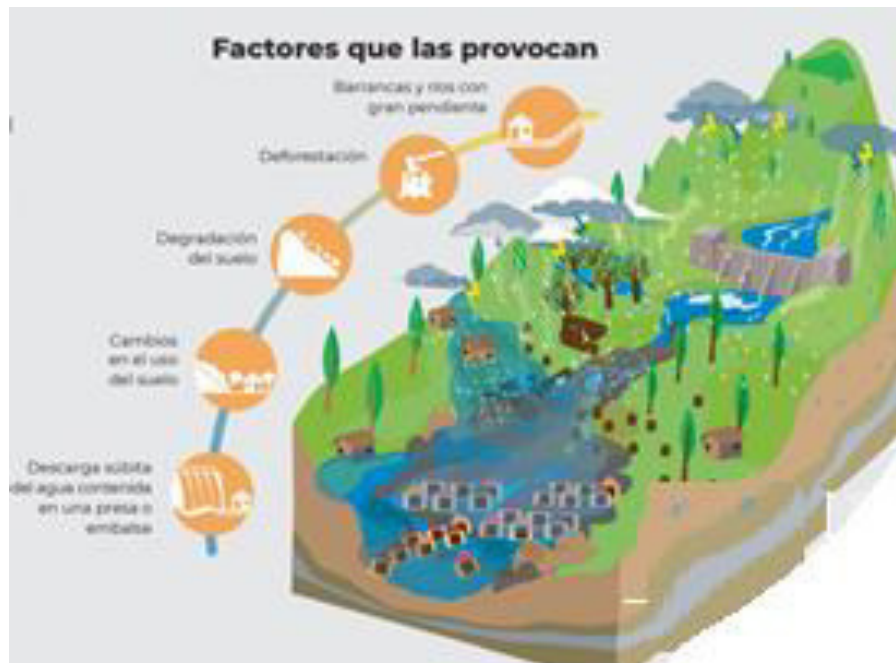 Factores que las provocan
Barrancas y ríos con
gran pendiente
Deforestación
Degradación
del suelo
Cambios
en el uso
del suelo
Descarga súbita
del agua contenida
en una presa o
embalse